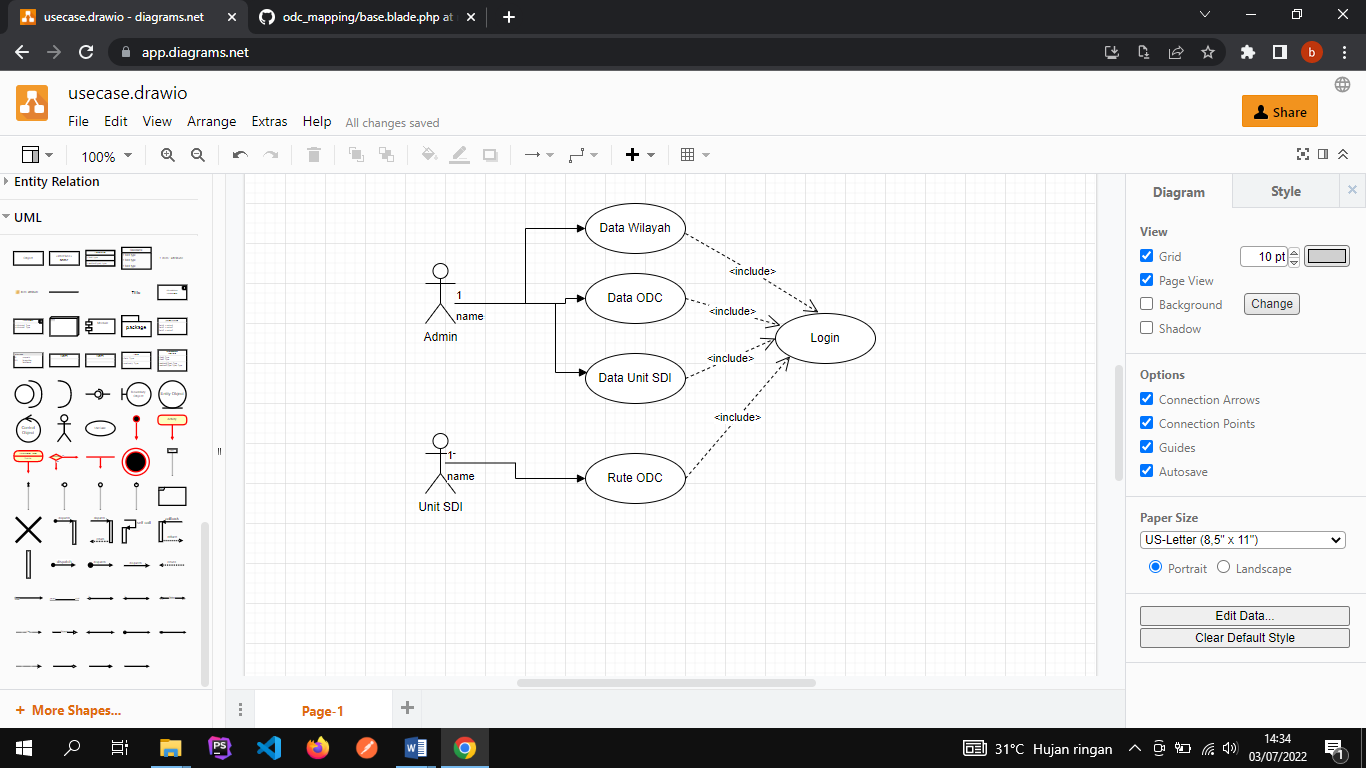 usecase.drawio - diagrams.net
odc_mapping/base.blade.php at
app.diagrams.net
b
usecase.drawio
File Edit View Arrange Extras Help All changes saved
Share
100%
Entity Relation
UML
Title
package
More Shapes...
Data Wilayah
<include>
1
name
Admin
Data ODC
<include>
Login
<include>
Data Unit SDI
<include>
1
name
Unit SDI
Rute ODC
Page-1
Diagram
Style
View
Grid
10 pt
Page View
Background
Change
Shadow
Options
Connection Arrows
Connection Points
Guides
Autosave
Paper Size
US-Letter (8,5" x 11")
Portrait
Landscape
Edit Data...
Clear Default Style
PS
W
31°C Hujan ringan
14:34
03/07/2022
1